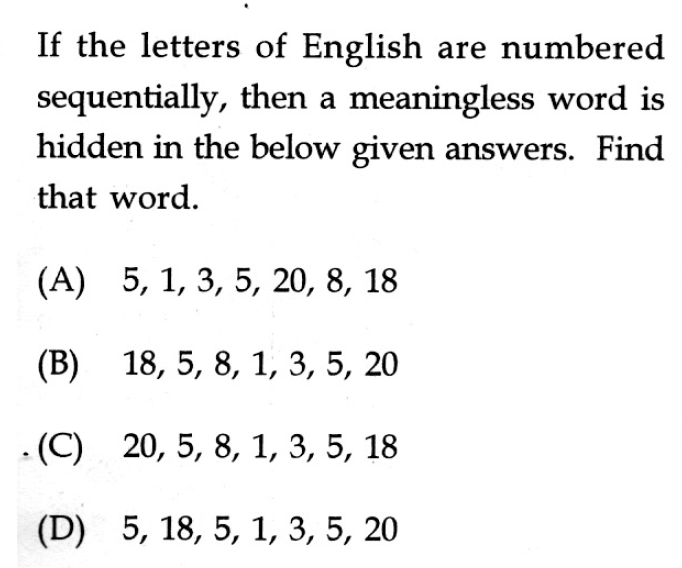 If the letters of English are numbered
sequentially, then a meaningless word is
hidden in the below given answers. Find
that word.
(A) 5, 1, 3, 5, 20, 8, 18
(B) 18, 5, 8, 1, 3, 5, 20
(C) 20, 5, 8, 1, 3, 5, 18
(D) 5, 18, 5, 1, 3, 5, 20